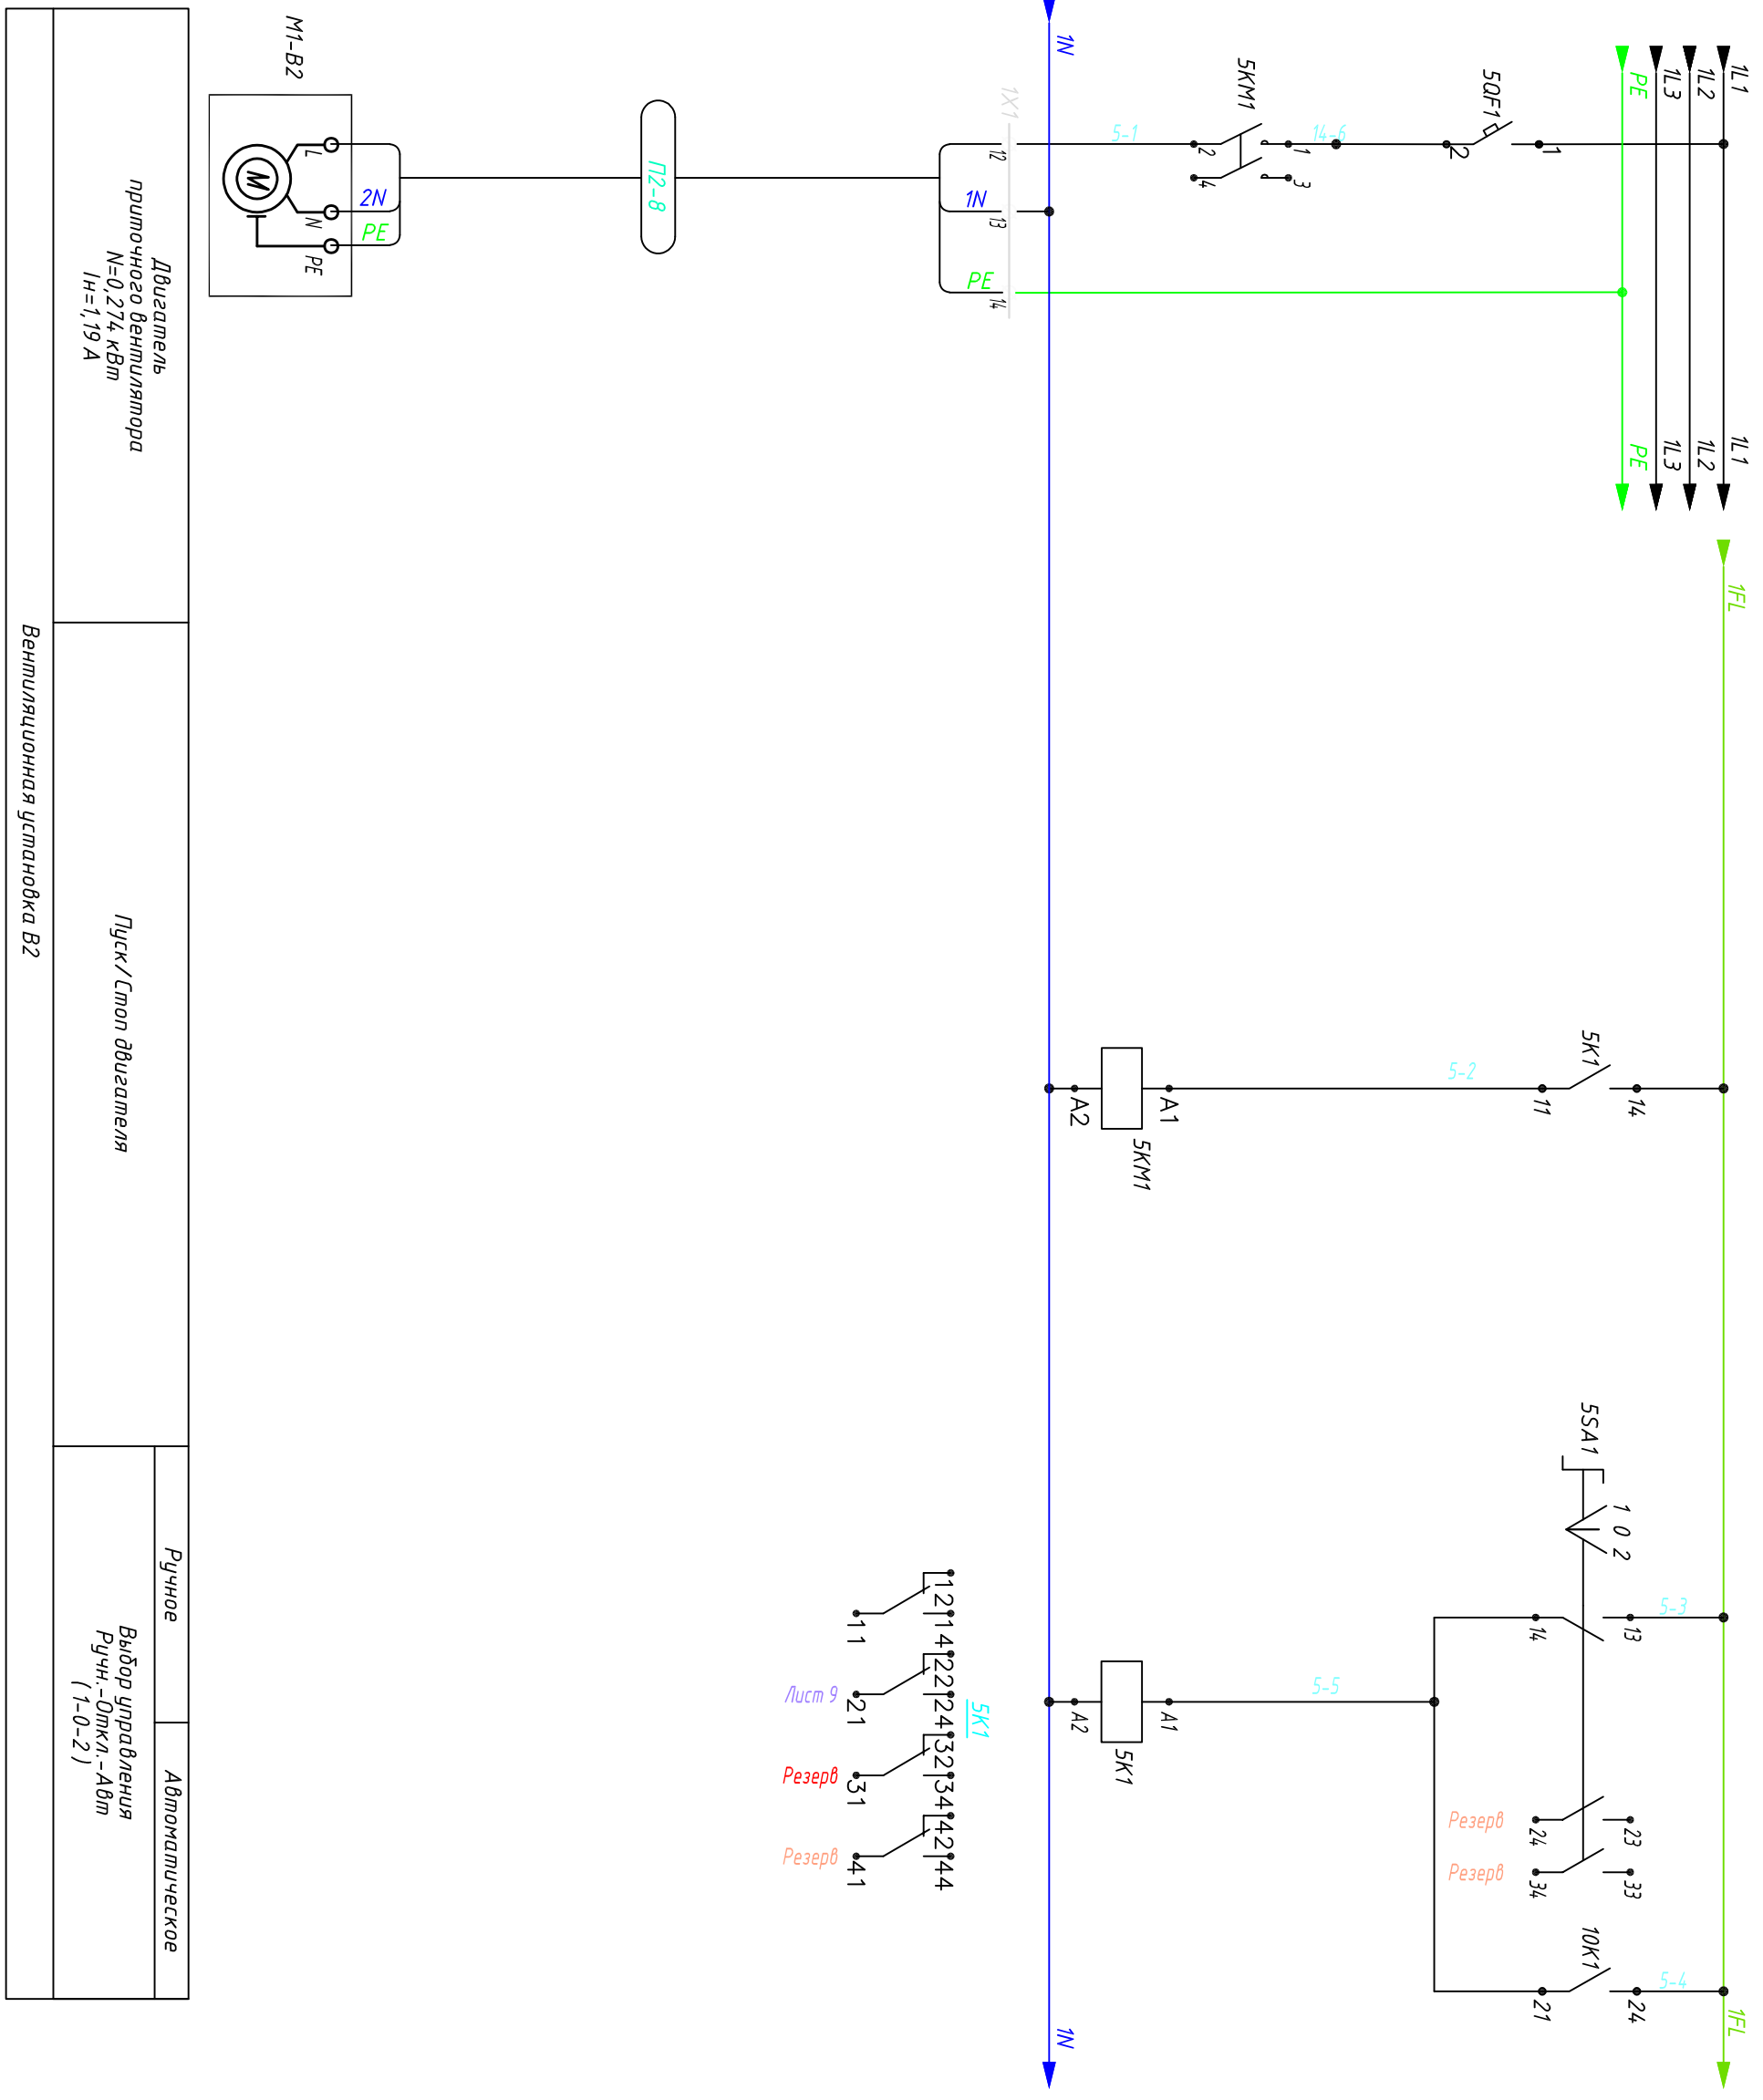 1L1
1L2
1L3
PE
1L1
1L2
1L3
PE
1FL
1FL
5QF1
1
2
14-6
5KM1
1
3
2
4
5-1
1N
1N
1X1
12
13
14
1N
PE
П2-8
2N
PE
M1-B2
L
N
PE
M
5K1
14
11
5-2
A1
A2
5KM1
5SA1
1 0 2
5-3
13
14
23
24
Резерв
33
34
Резерв
10K1
5-4
24
21
5-5
A1
A2
5K1
5K1
12
14
11
22
24
21
Лист 9
32
34
31
Резерв
42
44
41
Резерв
Двигатель
приточного вентилятора
N=0,274 кВт
Iн=1,19 А
Пуск/Стоп двигателя
Ручное
Автоматическое
Выбор управления
Ручн.-Откл.-Авт
(1-0-2)
Вентиляционная установка В2